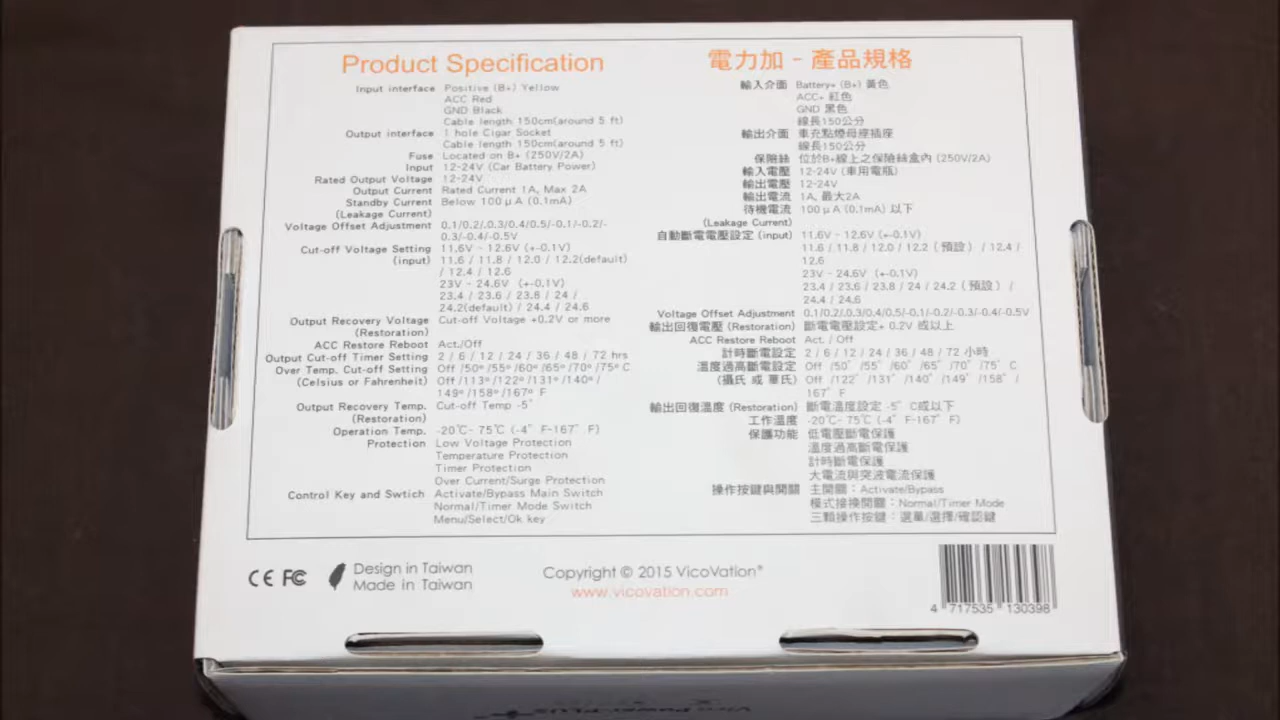 Product Specification
Input interface Positive (B+) Yellow
ACC Red
GND Black
Cable length 150cm(around 5 ft)
Output interface 1 hole Cigar Socket
Cable length 150cm(around 5 ft)
Fuse Located on B+ (250V/2A)
Input 12-24V (Car Battery Power)
Rated Output Voltage 12-24V
Output Current Rated Current 1A, Max 2A
Standby Current Below 100μA (0.1mA)
(Leakage Current)
Voltage Offset Adjustment 0.1/0.2/.0.3/0.4/0.5/-0.1/-0.2/-
0.3/-0.4/-0.5V
Cut-off Voltage Setting 11.6V - 12.6V (+-0.1V)
(input) 11.6 / 11.8 / 12.0 / 12.2(default)
/ 12.4 / 12.6
23V - 24.6V (+-0.1V)
23.4 / 23.6 / 23.8 / 24 /
24.2(default) / 24.4 / 24.6
Output Recovery Voltage Cut-off Voltage +0.2V or more
(Restoration)
ACC Restore Reboot Act./Off
Output Cut-off Timer Setting 2 / 6 / 12 / 24 / 36 / 48 / 72 hrs
Over Temp. Cut-off Setting Off /50° /55° /60° /65° /70° /75° C
(Celsius or Fahrenheit) Off /113° /122° /131° /140° /
149° /158° /167° F
Output Recovery Temp. Cut-off Temp -5°
(Restoration)
Operation Temp. -20℃- 75℃ (-4° F-167° F)
Protection Low Voltage Protection
Temperature Protection
Timer Protection
Over Current/Surge Protection
Control Key and Swtich Activate/Bypass Main Switch
Normal/Timer Mode Switch
Menu/Select/Ok key
電力加 - 產品規格
輸入介面 Battery+ (B+) 黃色
ACC+ 紅色
GND 黑色
線長150公分
輸出介面 車充點煙母座插座
線長150公分
保險絲 位於B+線上之保險絲盒內 (250V/2A)
輸入電壓 12-24V (車用電瓶)
輸出電壓 12-24V
輸出電流 1A, 最大2A
待機電流 100μA (0.1mA) 以下
(Leakage Current)
自動斷電電壓設定 (input) 11.6V - 12.6V (+-0.1V)
11.6 / 11.8 / 12.0 / 12.2 ( 預設 ) / 12.4 /
12.6
23V - 24.6V (+-0.1V)
23.4 / 23.6 / 23.8 / 24 / 24.2 ( 預設 ) /
24.4 / 24.6
Voltage Offset Adjustment 0.1/0.2/.0.3/0.4/0.5/-0.1/-0.2/-0.3/-0.4/-0.5V
輸出回復電壓 (Restoration) 斷電電壓設定+ 0.2V 或以上
ACC Restore Reboot Act. / Off
計時斷電設定 2 / 6 / 12 / 24 / 36 / 48 / 72 小時
溫度過高斷電設定 Off /50° /55° /60° /65° /70° /75° C
(攝氏 或 華氏) Off /122° /131° /140° /149° /158° /
167° F
輸出回復溫度 (Restoration) 斷電溫度設定 -5° C或以下
工作溫度 -20℃- 75℃ (-4° F-167° F)
保護功能 低電壓斷電保護
溫度過高斷電保護
計時斷電保護
大電流與突波電流保護
操作按鍵與開關 主開關：Activate/Bypass
模式接換開關：Normal/Timer Mode
三顆操作按鍵：選單/選擇/確認鍵
CE FC
Design in Taiwan
Made in Taiwan
Copyright © 2015 VicoVation®
www.vicovation.com
4 717535 130398